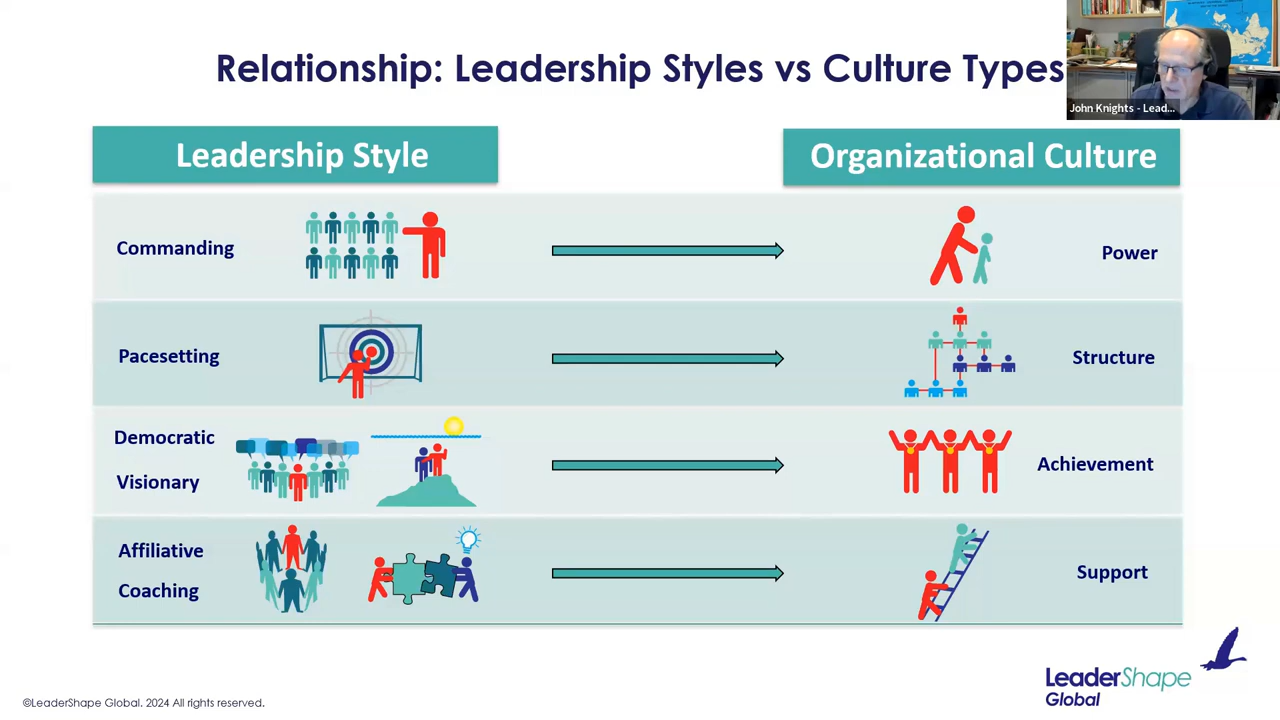 Relationship: Leadership Styles vs Culture Types
John Knights - Lead...
Leadership Style
Organizational Culture
Commanding
Power
Pacesetting
Structure
Democratic
Visionary
Achievement
Affiliative
Coaching
Support
LeaderShape
Global
©LeaderShape Global. 2024 All rights reserved.